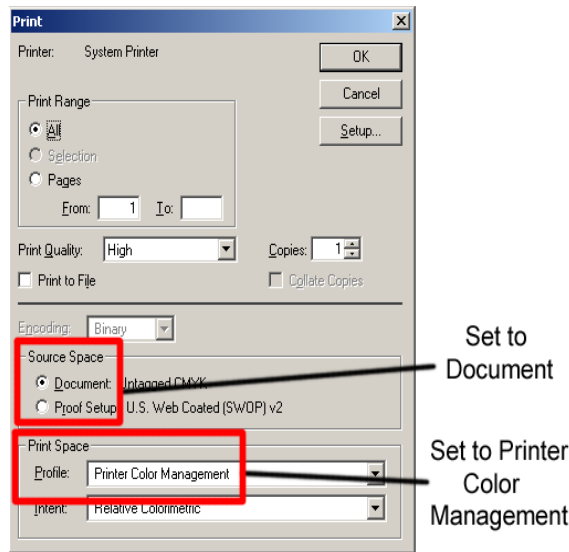 Print
Printer: System Printer
OK
Cancel
Setup...
Print Range
All
Selection
Pages
From: 1 To:
Print Quality: High
Copies: 1
Print to File
Collate Copies
Encoding: Binary
Source Space
Document: Untagged CMYK
Proof Setup: U.S. Web Coated (SWOP) v2
Print Space
Profile: Printer Color Management
Intent: Relative Colorimetric
Set to
Document
Set to Printer
Color
Management